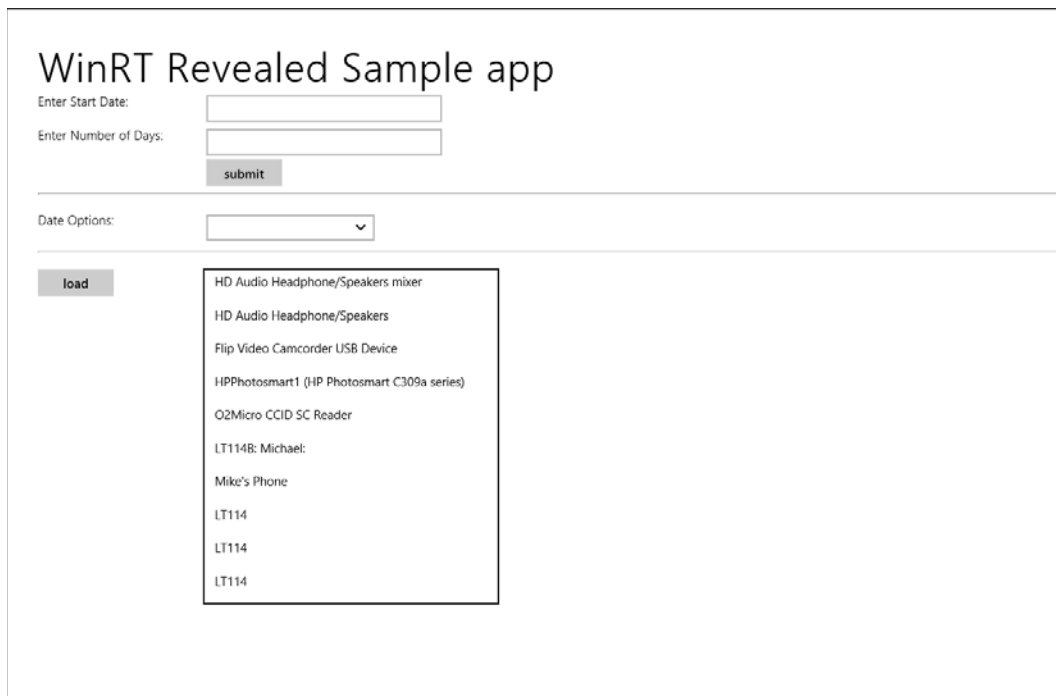 WinRT Revealed Sample app
Enter Start Date:
Enter Number of Days:
submit
Date Options:
load
HD Audio Headphone/Speakers mixer
HD Audio Headphone/Speakers
Flip Video Camcorder USB Device
HPPhotosmart1 (HP Photosmart C309a series)
O2Micro CCID SC Reader
LT114B: Michael:
Mike's Phone
LT114
LT114
LT114